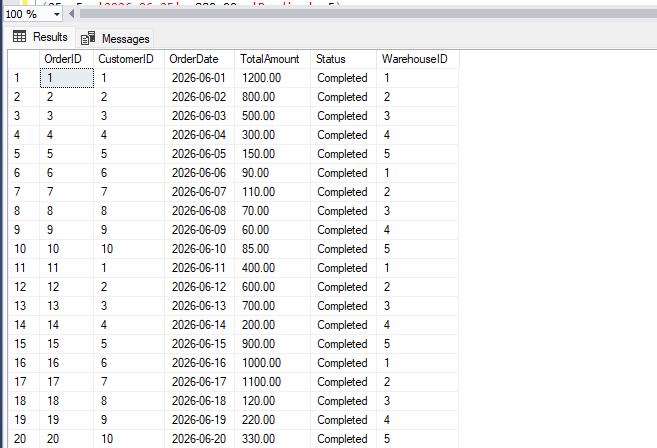 100 %
Results Messages
OrderID CustomerID OrderDate TotalAmount Status WarehouseID
1 1 1 2026-06-01 1200.00 Completed 1
2 2 2 2026-06-02 800.00 Completed 2
3 3 3 2026-06-03 500.00 Completed 3
4 4 4 2026-06-04 300.00 Completed 4
5 5 5 2026-06-05 150.00 Completed 5
6 6 6 2026-06-06 90.00 Completed 1
7 7 7 2026-06-07 110.00 Completed 2
8 8 8 2026-06-08 70.00 Completed 3
9 9 9 2026-06-09 60.00 Completed 4
10 10 10 2026-06-10 85.00 Completed 5
11 11 1 2026-06-11 400.00 Completed 1
12 12 2 2026-06-12 600.00 Completed 2
13 13 3 2026-06-13 700.00 Completed 3
14 14 4 2026-06-14 200.00 Completed 4
15 15 5 2026-06-15 900.00 Completed 5
16 16 6 2026-06-16 1000.00 Completed 1
17 17 7 2026-06-17 1100.00 Completed 2
18 18 8 2026-06-18 120.00 Completed 3
19 19 9 2026-06-19 220.00 Completed 4
20 20 10 2026-06-20 330.00 Completed 5